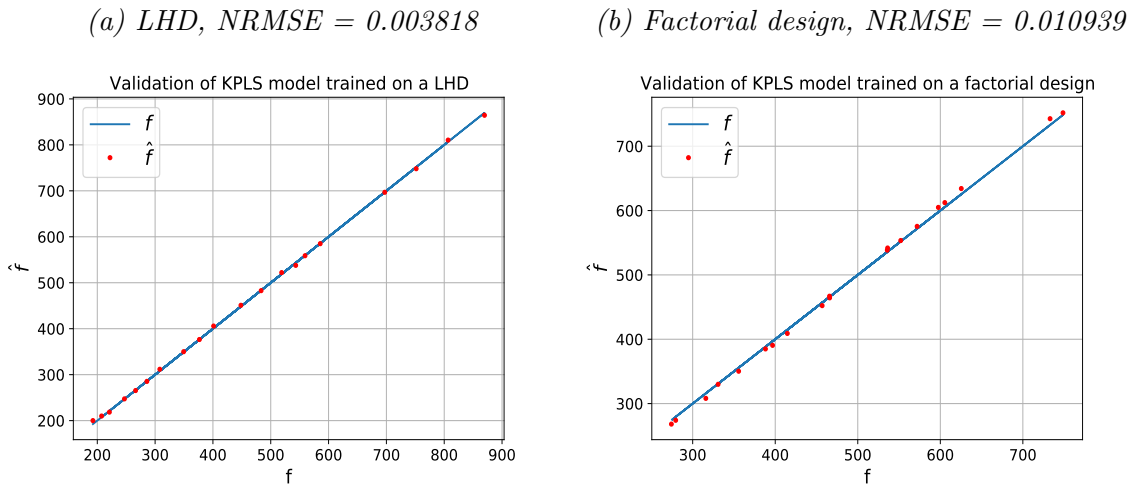 (a) LHD, NRMSE = 0.003818
(b) Factorial design, NRMSE = 0.010939
Validation of KPLS model trained on a LHD
900
800
700
600
500
400
300
200
200 300 400 500 600 700 800 900
f
f̂
f
f̂
Validation of KPLS model trained on a factorial design
700
600
500
400
300
300 400 500 600 700
f
f̂
f
f̂